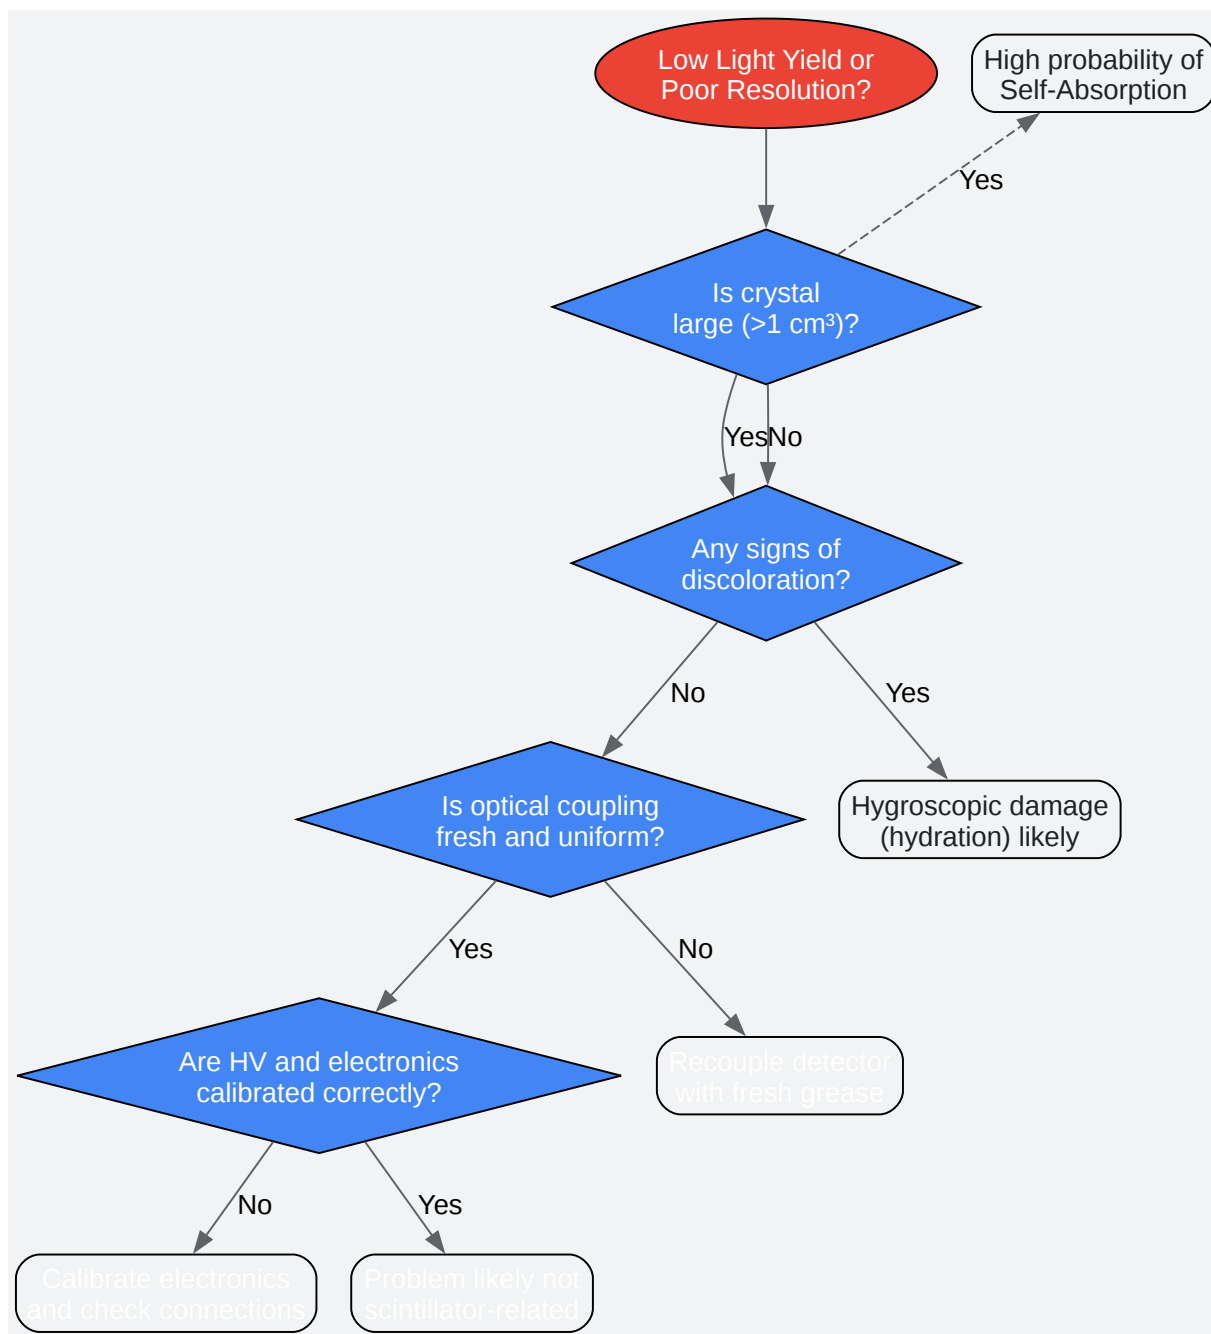 Low Light Yield or
Poor Resolution?
High probability of
Self-Absorption
Yes
Is crystal
large (>1 cm³)?
Yes
No
Any signs of
discoloration?
No
Yes
Is optical coupling
fresh and uniform?
Hygroscopic damage
(hydration) likely
Yes
No
Are HV and electronics
calibrated correctly?
Recouple detector
with fresh grease
No
Yes
Calibrate electronics
and check connections
Problem likely not
scintillator-related